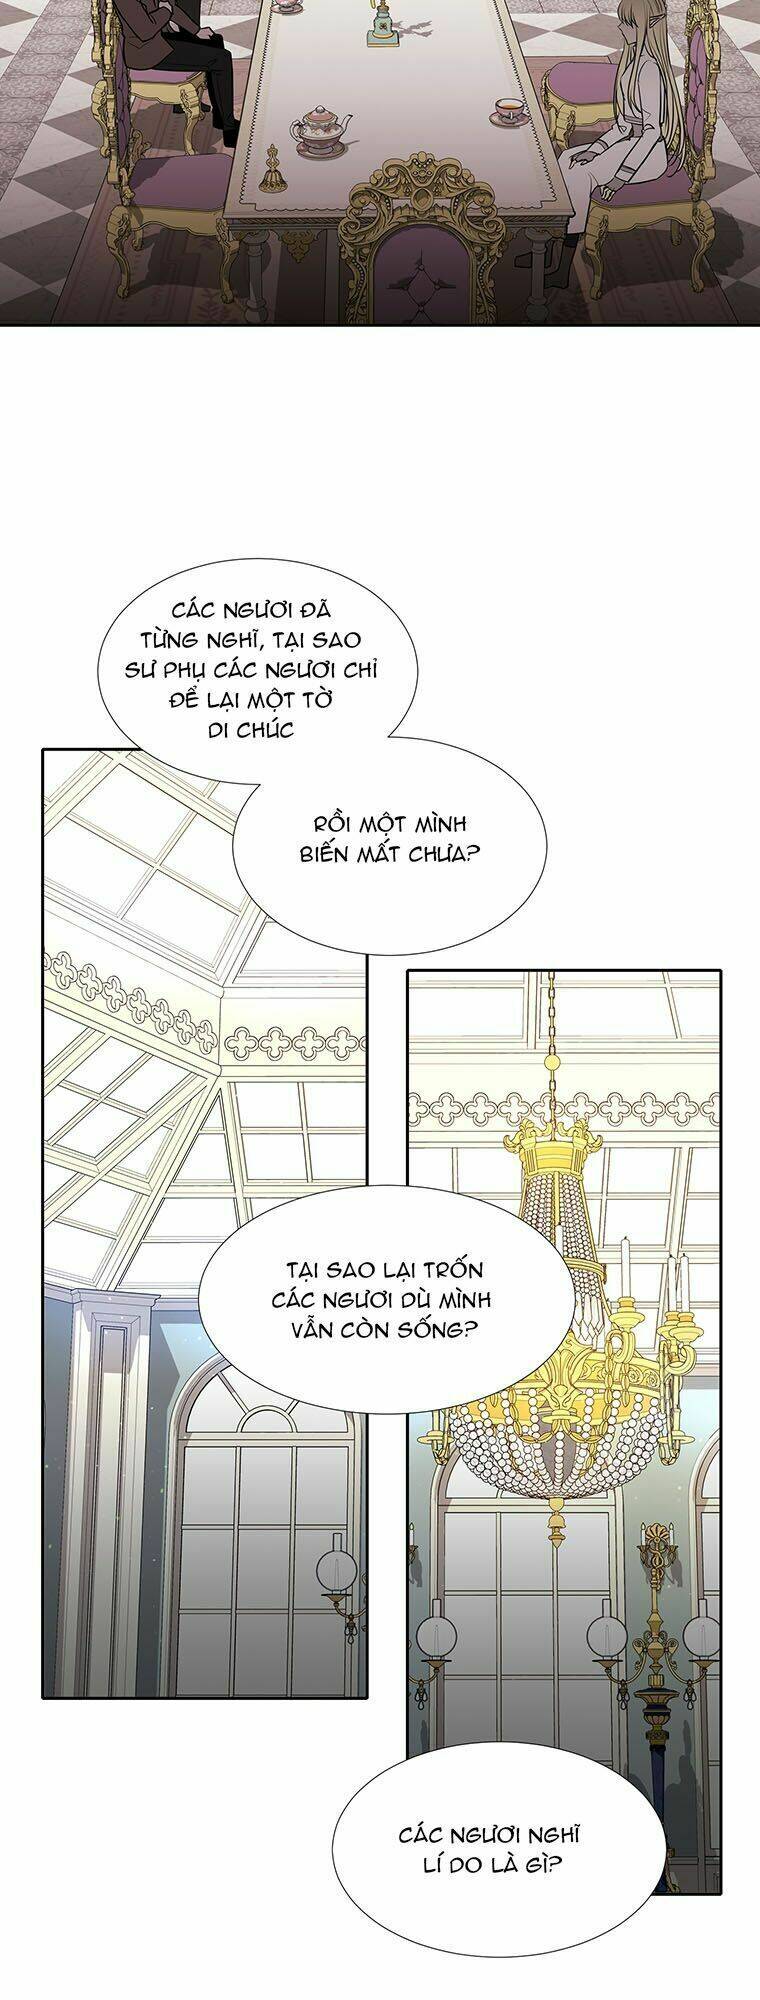 CÁC NGƯƠI ĐÃ
TỪNG NGHĨ, TẠI SAO
SƯ PHỤ CÁC NGƯƠI CHỈ
ĐỂ LẠI MỘT TỜ
DI CHÚC
RỒI MỘT MÌNH
BIẾN MẤT CHƯA?
TẠI SAO LẠI TRỐN
CÁC NGƯƠI DÙ MÌNH
VẪN CÒN SỐNG?
CÁC NGƯƠI NGHĨ
LÍ DO LÀ GÌ?